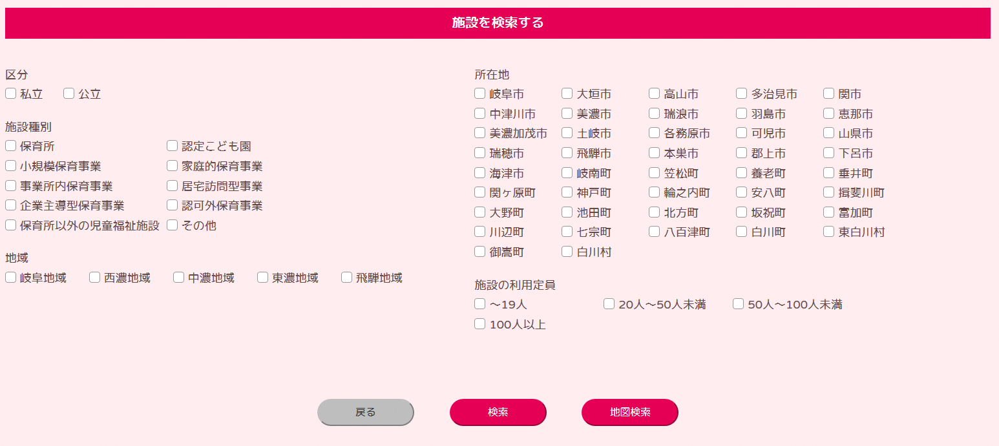 施設を検索する
区分
私立 公立
施設種別
保育所 認定こども園
小規模保育事業 家庭的保育事業
事業所内保育事業 居宅訪問型事業
企業主導型保育事業 認可外保育事業
保育所以外の児童福祉施設 その他
地域
岐阜地域 西濃地域 中濃地域 東濃地域 飛騨地域
所在地
岐阜市 大垣市 高山市 多治見市 関市
中津川市 美濃市 瑞浪市 羽島市 恵那市
美濃加茂市 土岐市 各務原市 可児市 山県市
瑞穂市 飛騨市 本巣市 郡上市 下呂市
海津市 岐南町 笠松町 養老町 垂井町
関ヶ原町 神戸町 輪之内町 安八町 揖斐川町
大野町 池田町 北方町 坂祝町 富加町
川辺町 七宗町 八百津町 白川町 東白川村
御嵩町 白川村
施設の利用定員
～19人 20人～50人未満 50人～100人未満
100人以上
戻る 検索 地図検索